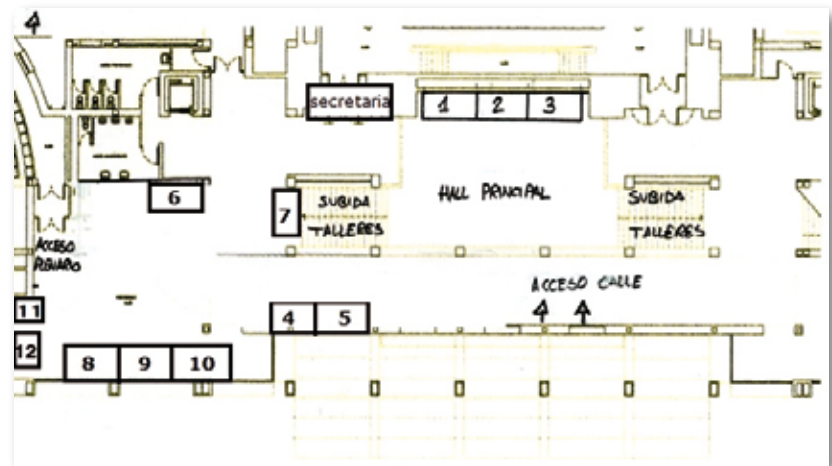 secretaria
1 2 3
6
7
SUBIDA
TALLERES
HALL PRINCIPAL
SUBIDA
TALLERES
ACCESO
PLENARIO
ACCESO CALLE
11
4 5
12
8 9 10